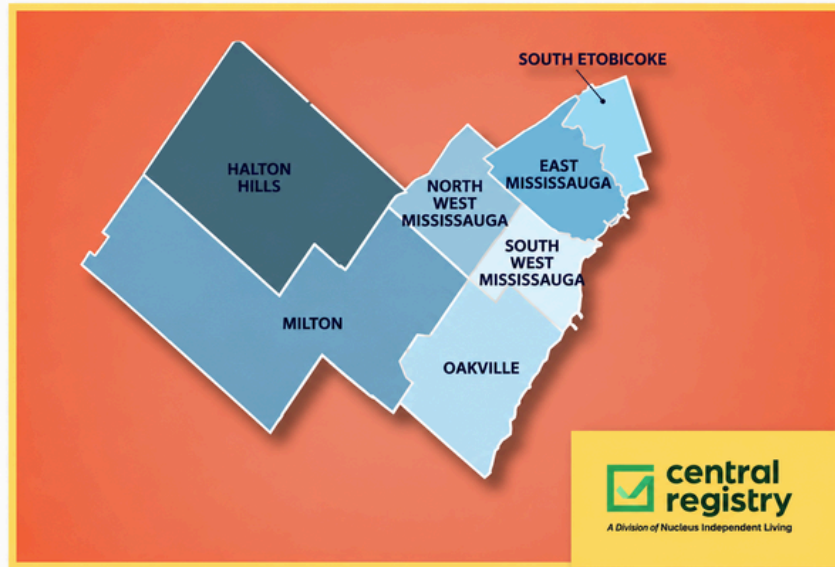 SOUTH ETOBICOKE
HALTON
HILLS
NORTH
WEST
MISSISSAUGA
EAST
MISSISSAUGA
SOUTH
WEST
MISSISSAUGA
MILTON
OAKVILLE
central
registry
A Division of Nucleus Independent Living